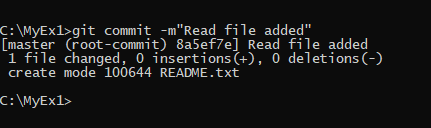 C:\MyEx1>git commit -m"Read file added"
[master (root-commit) 8a5ef7e] Read file added
 1 file changed, 0 insertions(+), 0 deletions(-)
 create mode 100644 README.txt
C:\MyEx1>